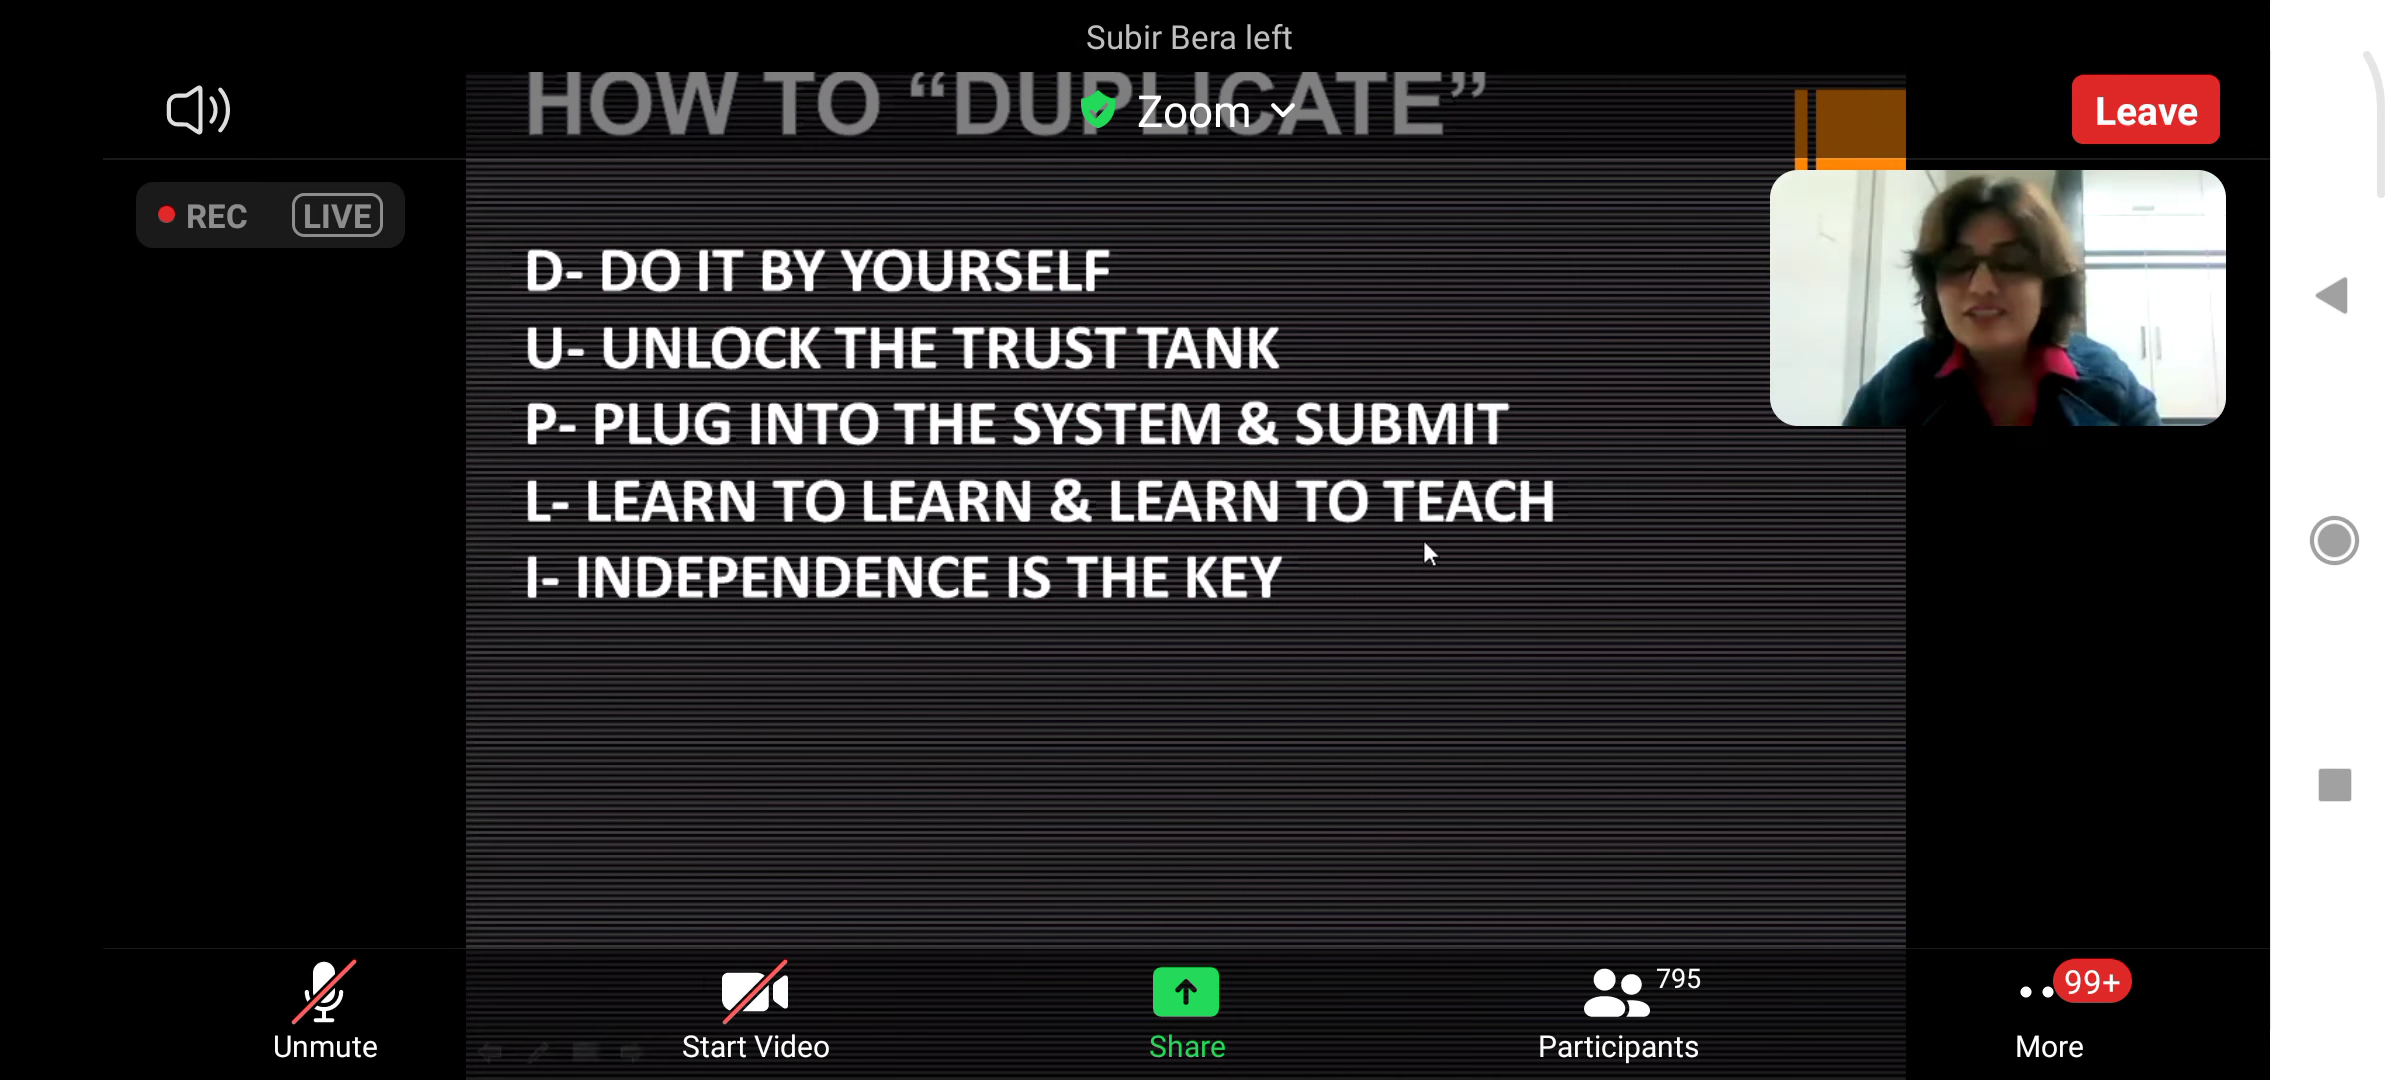 Subir Bera left
HOW TO “DUPLICATE”
Zoom
Leave
REC LIVE
D- DO IT BY YOURSELF
U- UNLOCK THE TRUST TANK
P- PLUG INTO THE SYSTEM & SUBMIT
L- LEARN TO LEARN & LEARN TO TEACH
I- INDEPENDENCE IS THE KEY
795
99+
Unmute
Start Video
Share
Participants
More